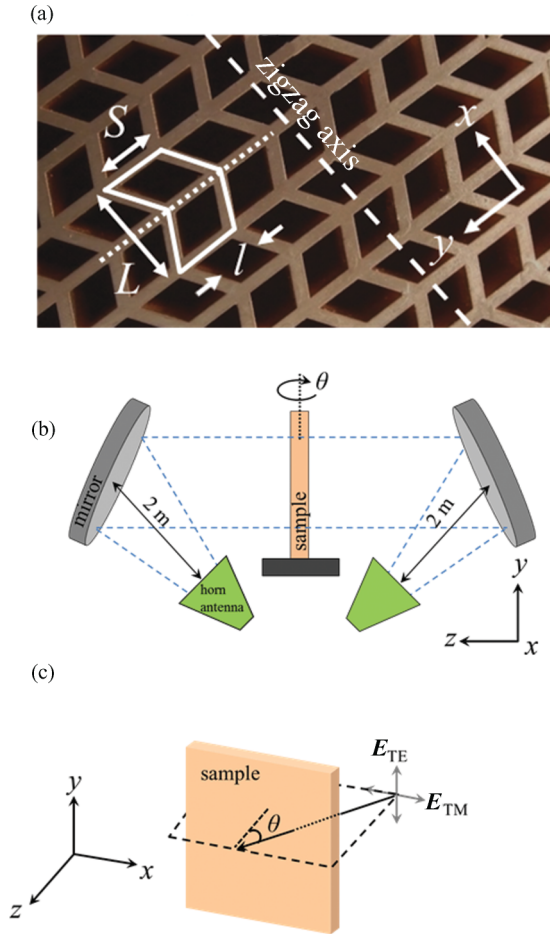 (a)
zigzag axis
S
x
L
l
y
(b)
θ
mirror
2 m
sample
2 m
horn
antenna
y
z
x
(c)
sample
E_TE
E_TM
θ
y
x
z